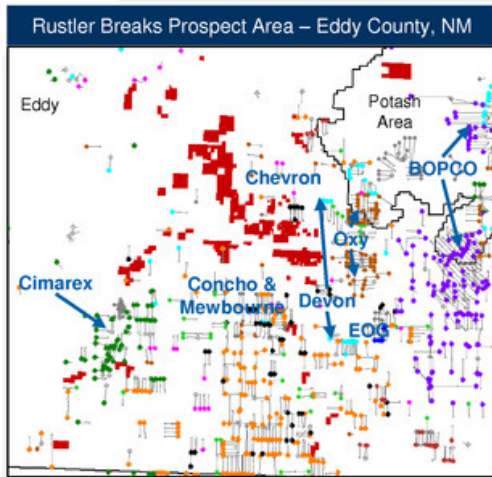 Rustler Breaks Prospect Area – Eddy County, NM
Eddy
Potash
Area
BOPCO
Chevron
Oxy
Cimarex
Concho &
Mewbourne
Devon
EOG